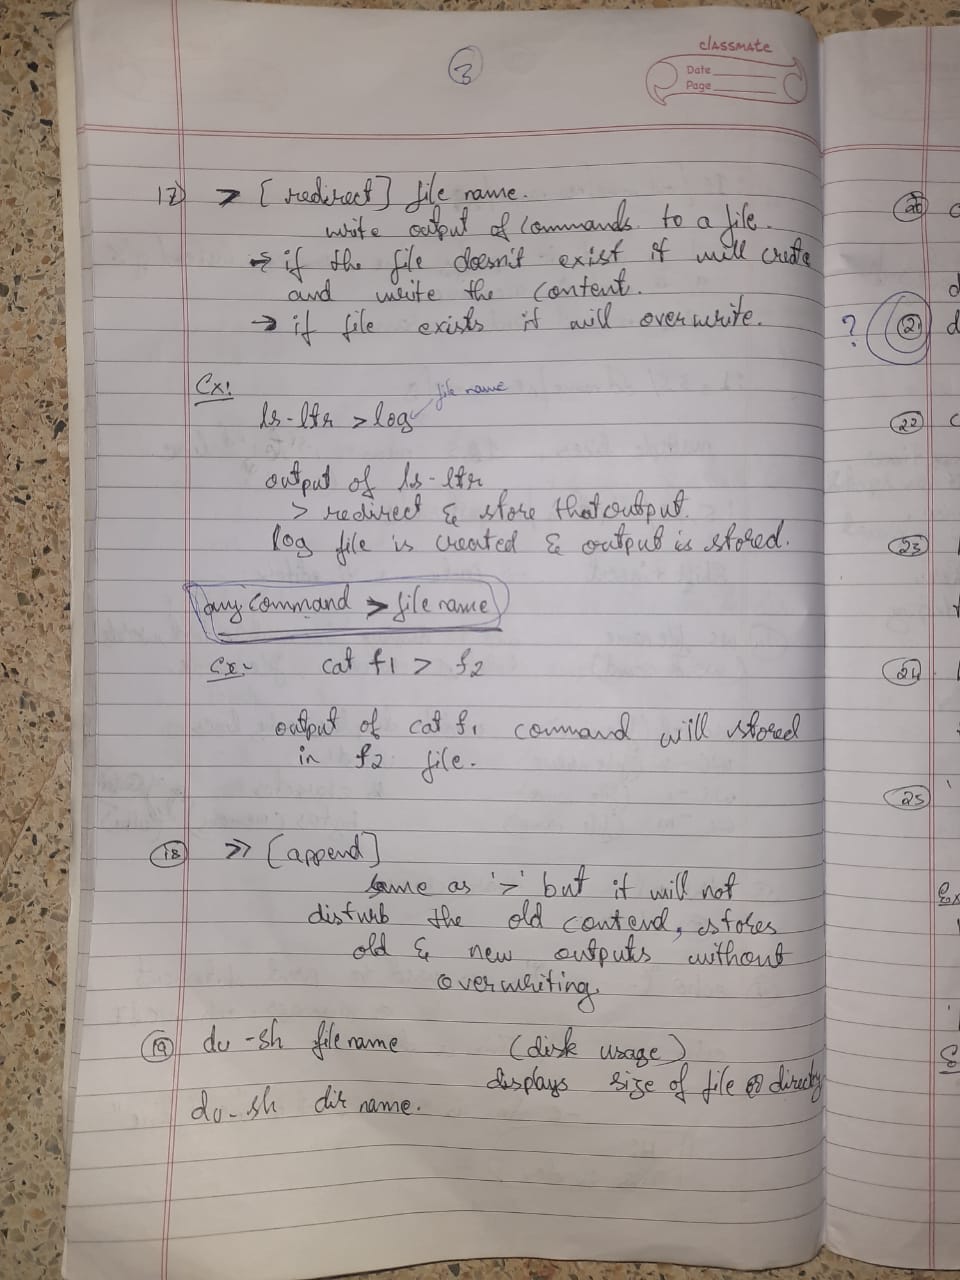 classmate
Date
Page
3
17) > [redirect] file name.
write output of commands to a file.
→ if the file doesn't exist it will create
and write the content.
→ if file exists it will overwrite.
Ex:
ls-ltr > log file name
output of ls-ltr
> redirect & store that output.
log file is created & output is stored.
any command > file name
Ex:- cat f1 > f2
output of cat f1 command will stored
in f2 file.
18 >> [append]
same as '>' but it will not
disturb the old contend, stores
old & new outputs without
overwriting.
19 du -sh file name (disk usage)
displays size of file or directry
du-sh dir name.
20
? 21 d
22
23
24
25
Ex